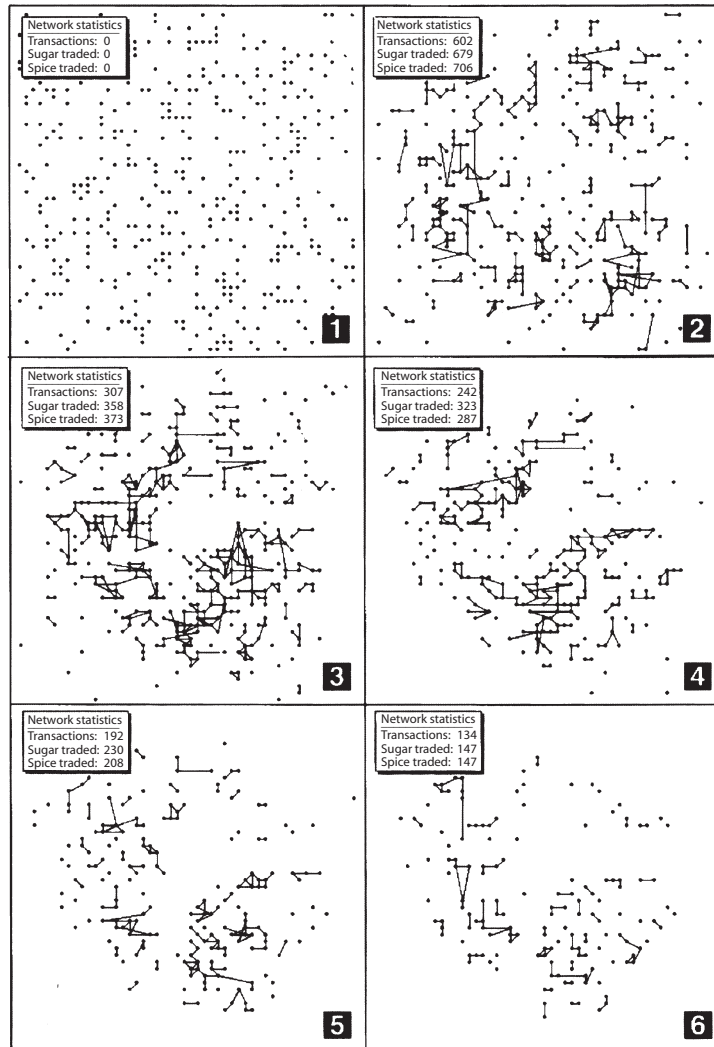 Network statistics
Transactions: 0
Sugar traded: 0
Spice traded: 0
1
Network statistics
Transactions: 602
Sugar traded: 679
Spice traded: 706
2
Network statistics
Transactions: 307
Sugar traded: 358
Spice traded: 373
3
Network statistics
Transactions: 242
Sugar traded: 323
Spice traded: 287
4
Network statistics
Transactions: 192
Sugar traded: 230
Spice traded: 208
5
Network statistics
Transactions: 134
Sugar traded: 147
Spice traded: 147
6